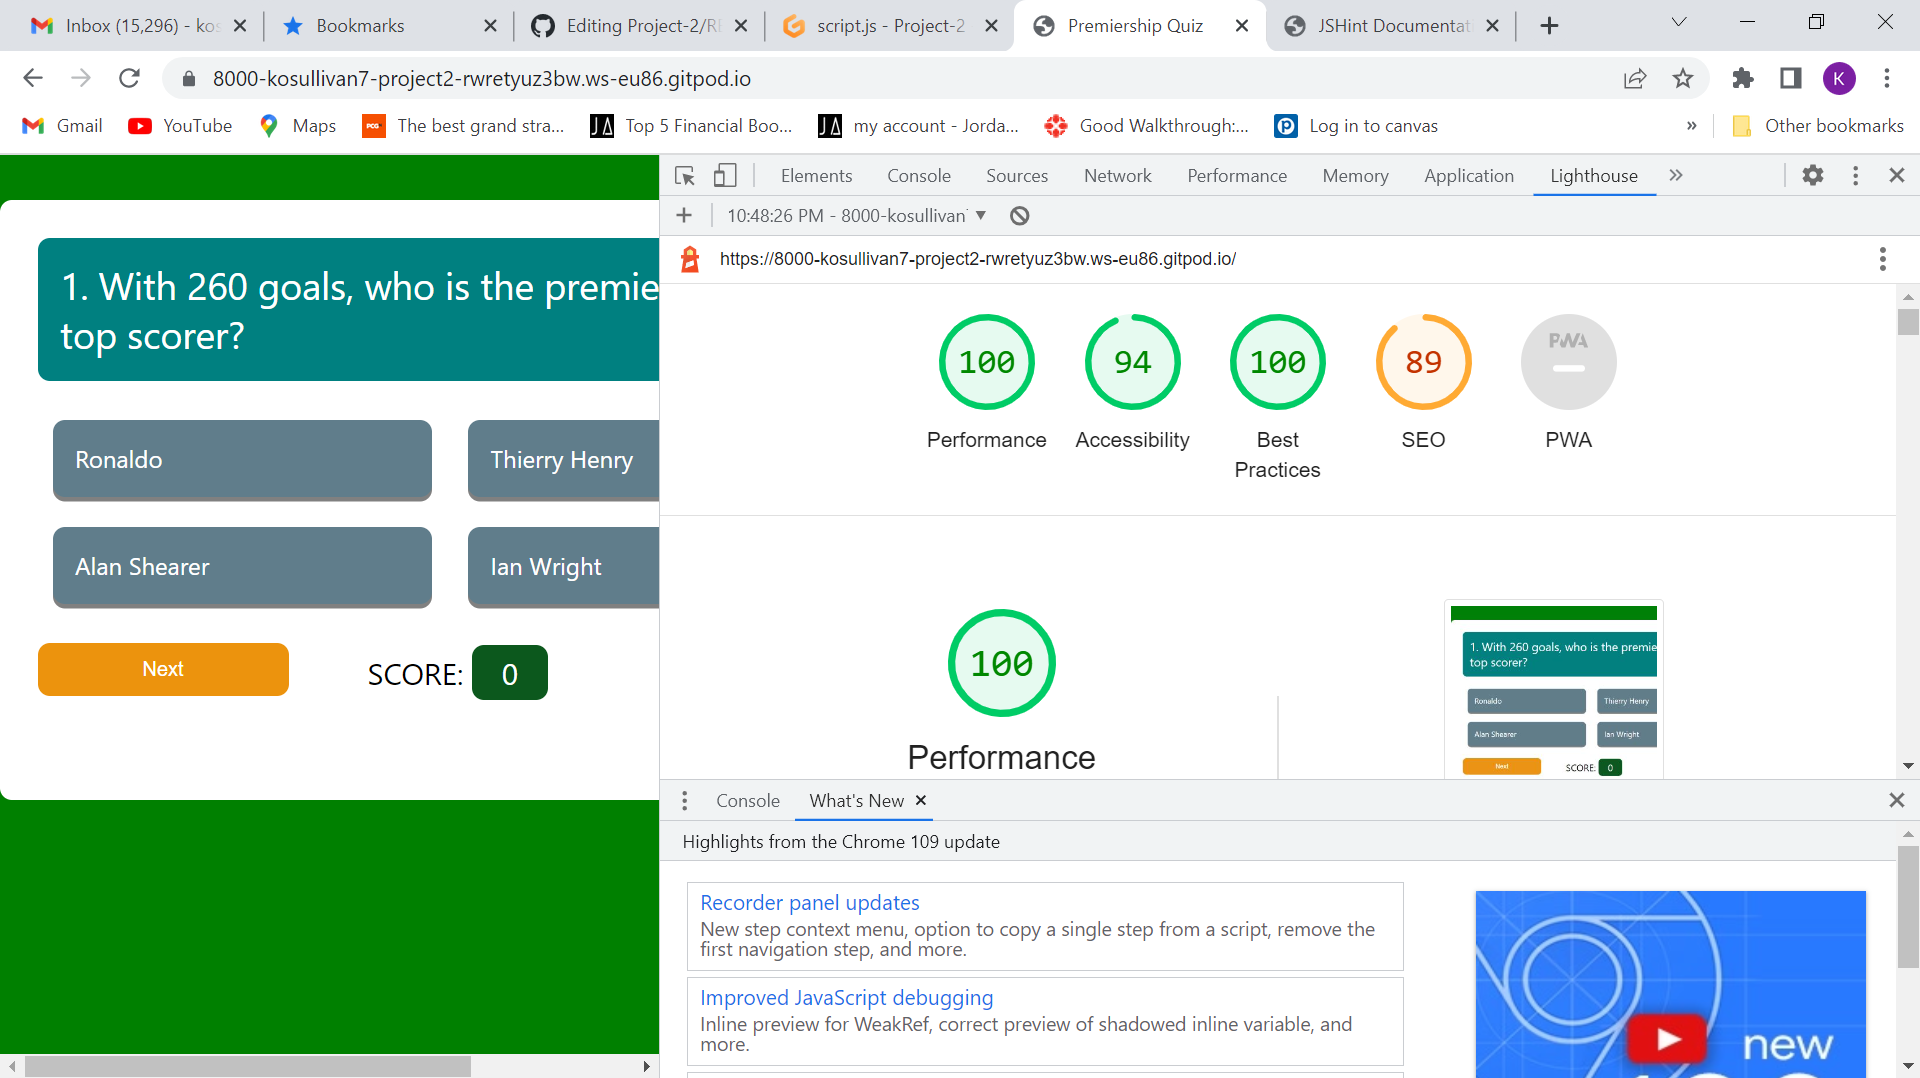 Inbox (15,296) - kos
Bookmarks
Editing Project-2/RE
script.js - Project-2
Premiership Quiz
JSHint Documentati
8000-kosullivan7-project2-rwretyuz3bw.ws-eu86.gitpod.io
K
Gmail
YouTube
Maps
PCG
The best grand stra...
JA
Top 5 Financial Boo...
JA
my account - Jorda...
Good Walkthrough:...
Log in to canvas
»
Other bookmarks
1. With 260 goals, who is the premie
top scorer?
Ronaldo
Thierry Henry
Alan Shearer
Ian Wright
Next
SCORE: 0
Elements
Console
Sources
Network
Performance
Memory
Application
Lighthouse
10:48:26 PM - 8000-kosullivan
https://8000-kosullivan7-project2-rwretyuz3bw.ws-eu86.gitpod.io/
100
94
100
89
PWA
Performance
Accessibility
Best
Practices
SEO
PWA
100
Performance
1. With 260 goals, who is the premie
top scorer?
Ronaldo
Thierry Henry
Alan Shearer
Ian Wright
Next
SCORE: 0
Console
What's New
Highlights from the Chrome 109 update
Recorder panel updates
New step context menu, option to copy a single step from a script, remove the
first navigation step, and more.
Improved JavaScript debugging
Inline preview for WeakRef, correct preview of shadowed inline variable, and
more.
new